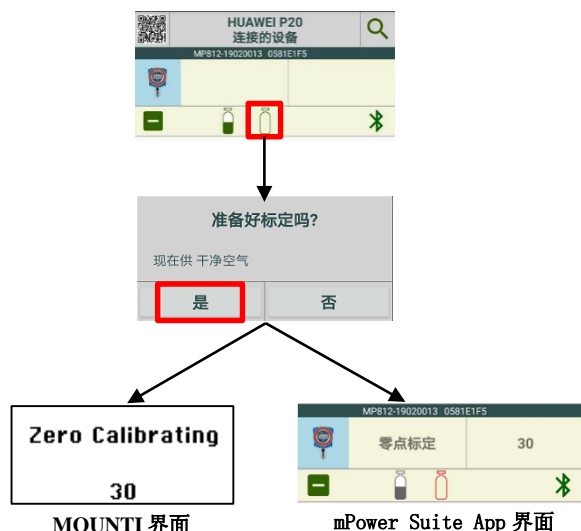 HUAWEI P20
连接的设备
MP812-19020013 0581E1F5
准备好标定吗?
现在供 干净空气
是
否
Zero Calibrating
30
MP812-19020013 0581E1F5
零点标定
30
MOUNTI 界面
mPower Suite App 界面